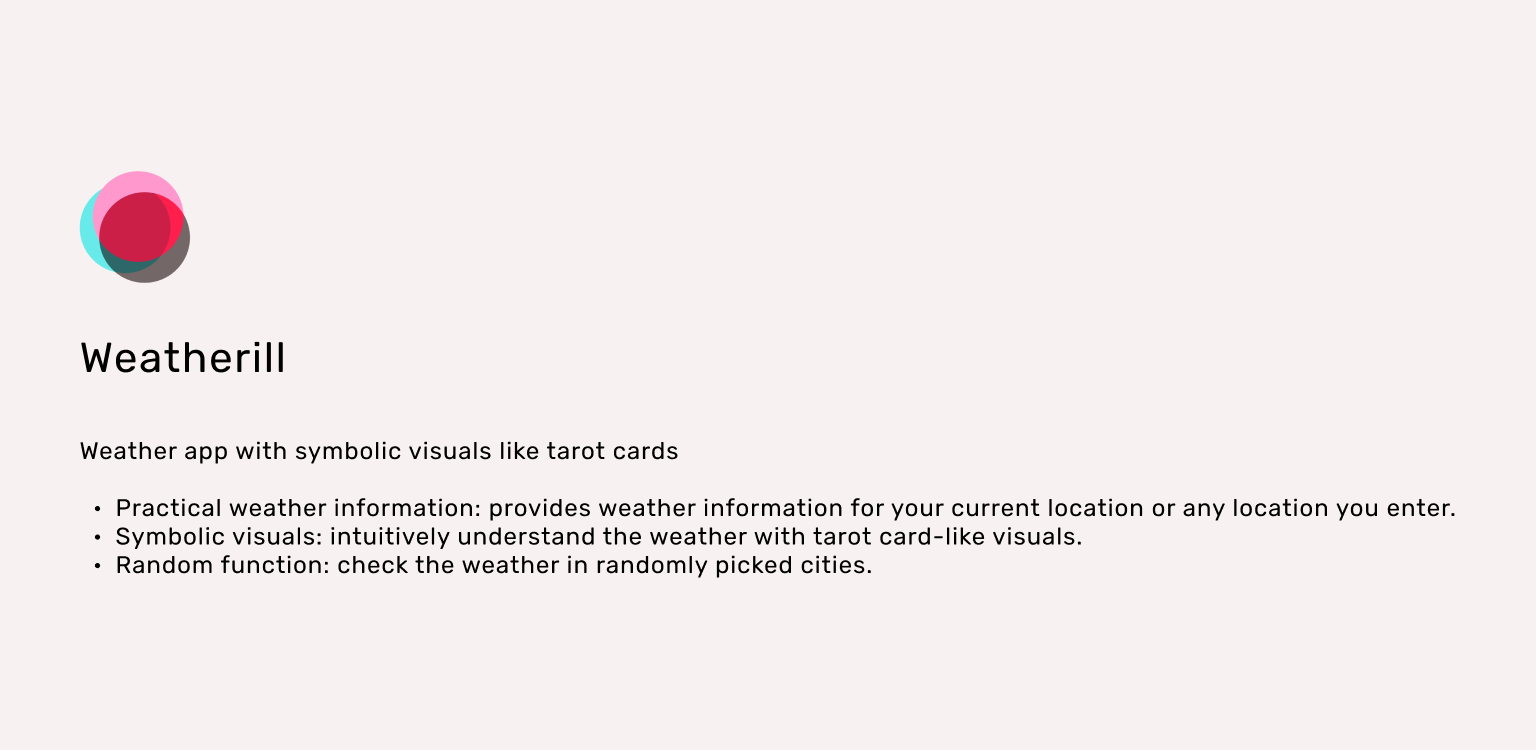 Weatherill
Weather app with symbolic visuals like tarot cards
• Practical weather information: provides weather information for your current location or any location you enter.
• Symbolic visuals: intuitively understand the weather with tarot card-like visuals.
• Random function: check the weather in randomly picked cities.